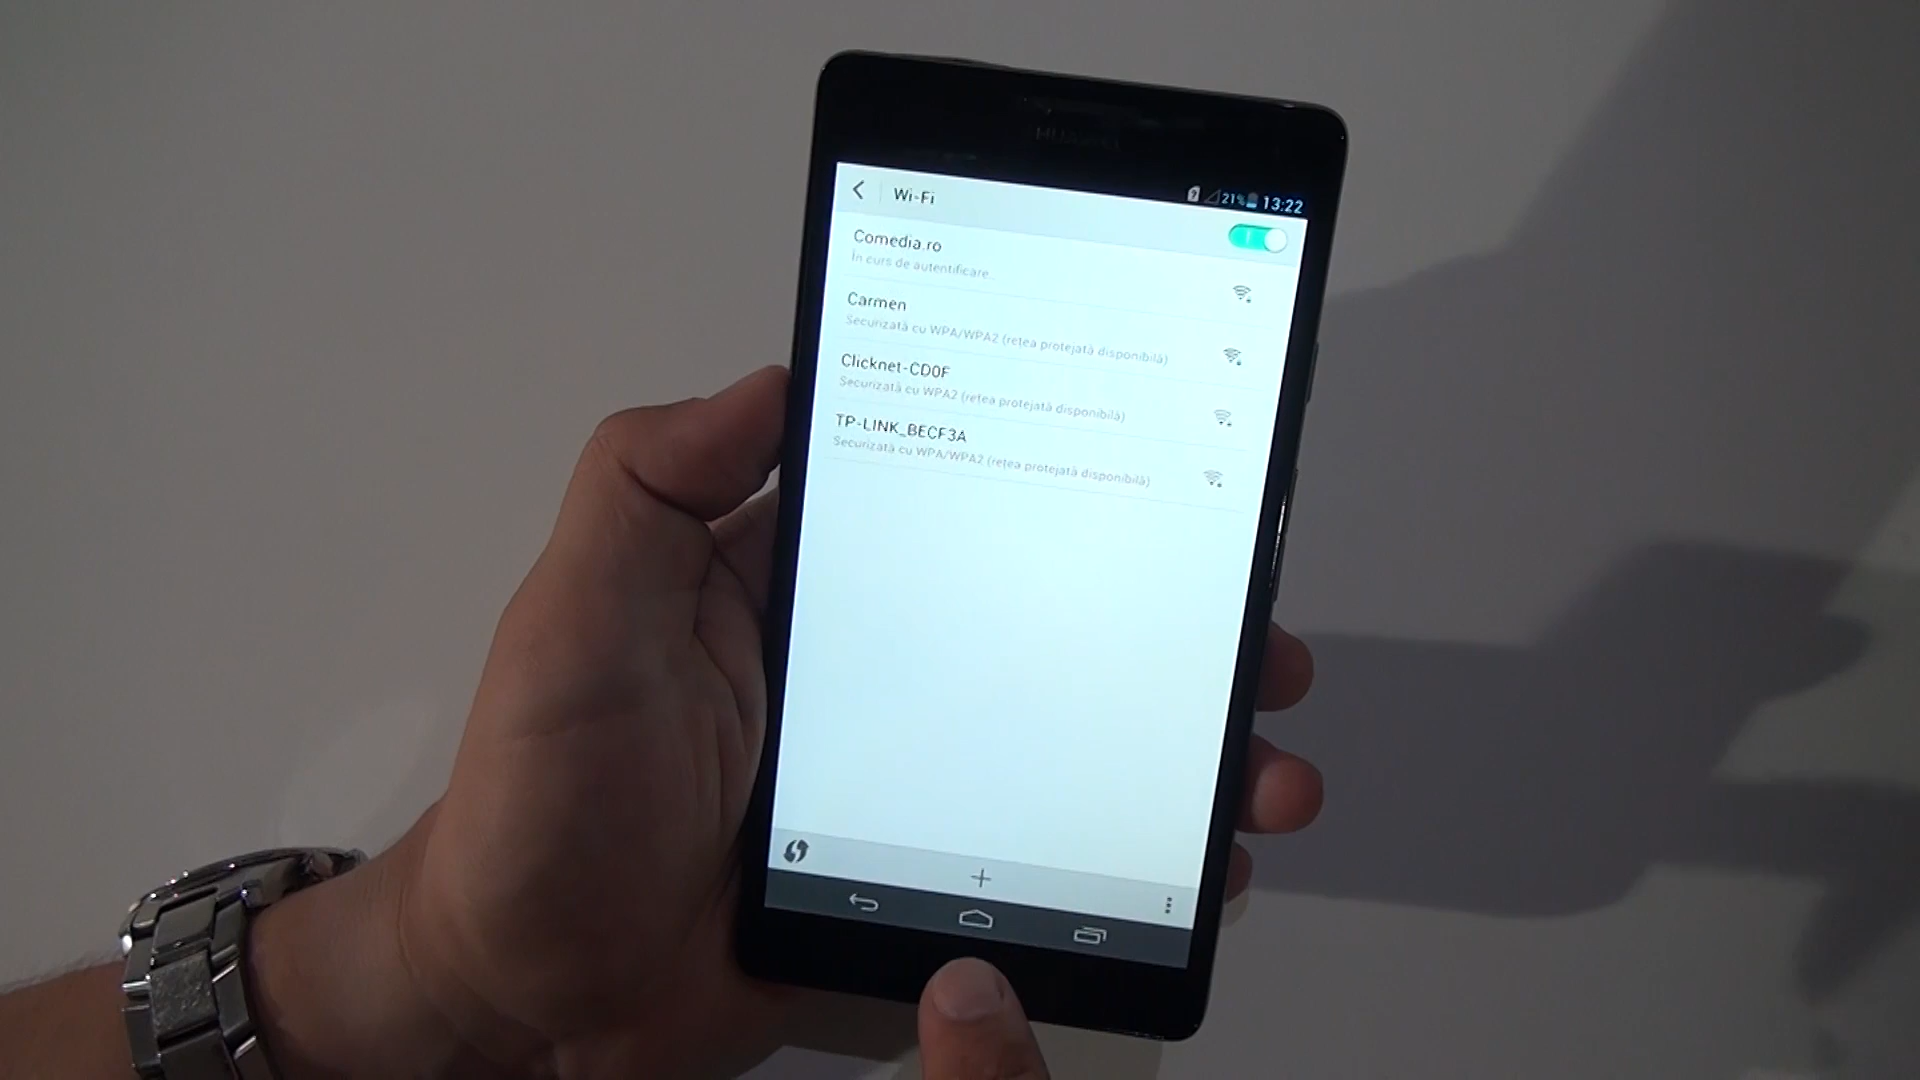 HUAWEI
Wi-Fi
21% 13:22
Comedia.ro
În curs de autentificare...
Carmen
Securizată cu WPA/WPA2 (rețea protejată disponibilă)
Clicknet-CD0F
Securizată cu WPA2 (rețea protejată disponibilă)
TP-LINK_BECF3A
Securizată cu WPA/WPA2 (rețea protejată disponibilă)